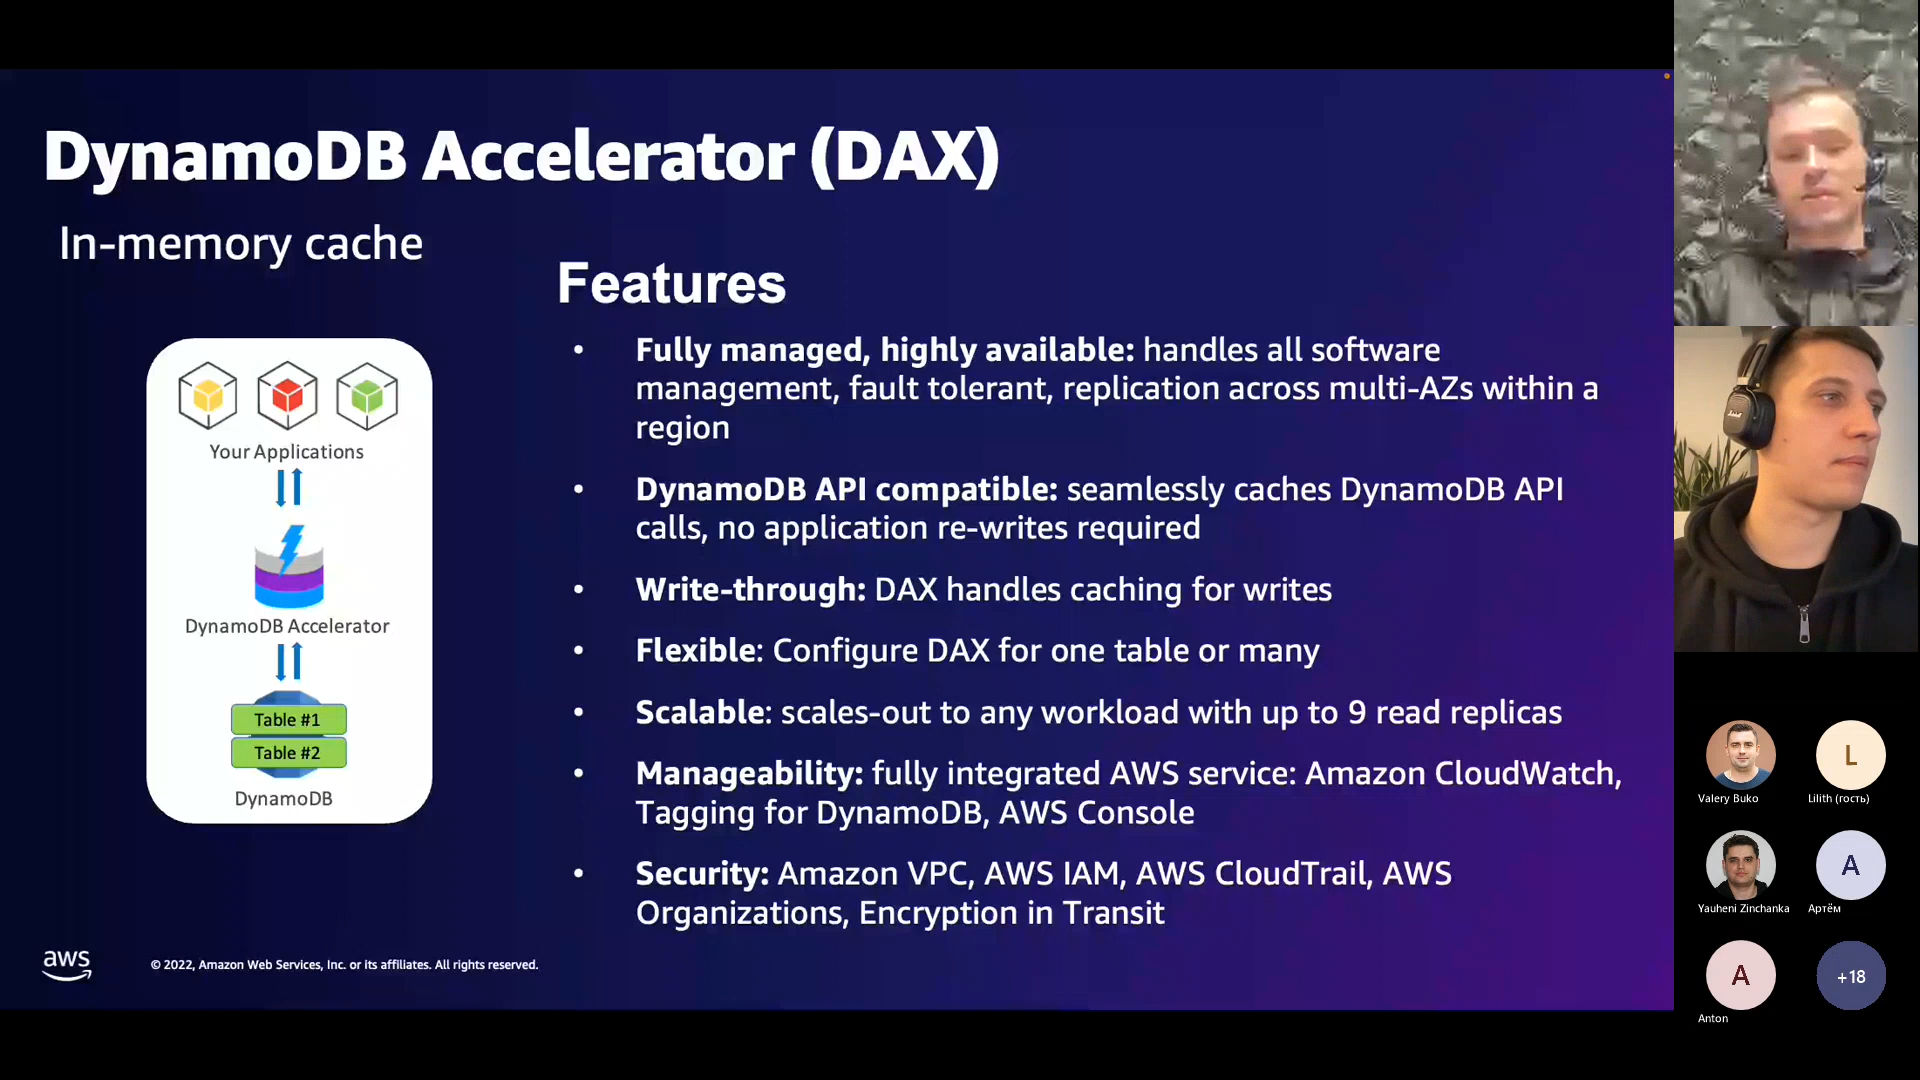 DynamoDB Accelerator (DAX)
In-memory cache
Your Applications
DynamoDB Accelerator
Table #1
Table #2
DynamoDB
Features
• Fully managed, highly available: handles all software
management, fault tolerant, replication across multi-AZs within a
region
• DynamoDB API compatible: seamlessly caches DynamoDB API
calls, no application re-writes required
• Write-through: DAX handles caching for writes
• Flexible: Configure DAX for one table or many
• Scalable: scales-out to any workload with up to 9 read replicas
• Manageability: fully integrated AWS service: Amazon CloudWatch,
Tagging for DynamoDB, AWS Console
• Security: Amazon VPC, AWS IAM, AWS CloudTrail, AWS
Organizations, Encryption in Transit
aws
© 2022, Amazon Web Services, Inc. or its affiliates. All rights reserved.
Valery Buko
L
Lilith (гость)
Yauheni Zinchanka
A
Артём
A
Anton
+18